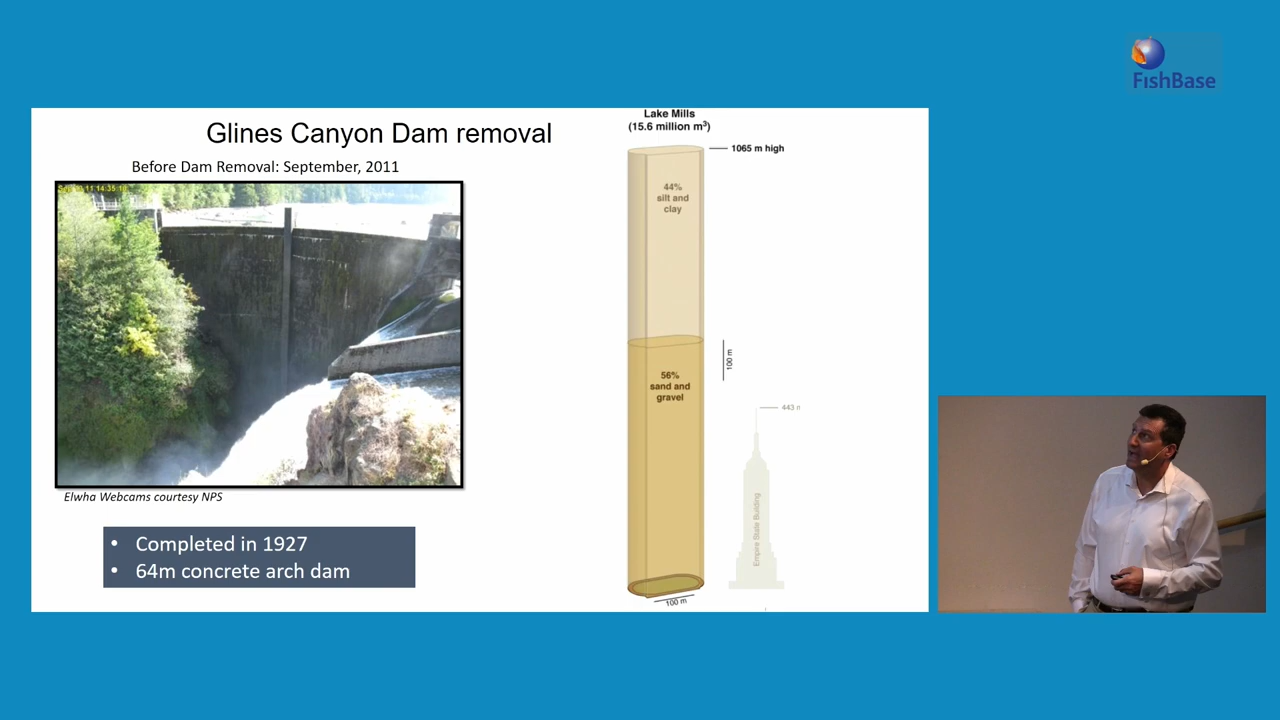 FishBase
Glines Canyon Dam removal
Before Dam Removal: September, 2011
Elwha Webcams courtesy NPS
• Completed in 1927
• 64m concrete arch dam
Lake Mills
(15.6 million m³)
1065 m high
44%
silt and
clay
100 m
56%
sand and
gravel
443
Empire State Building
100 m